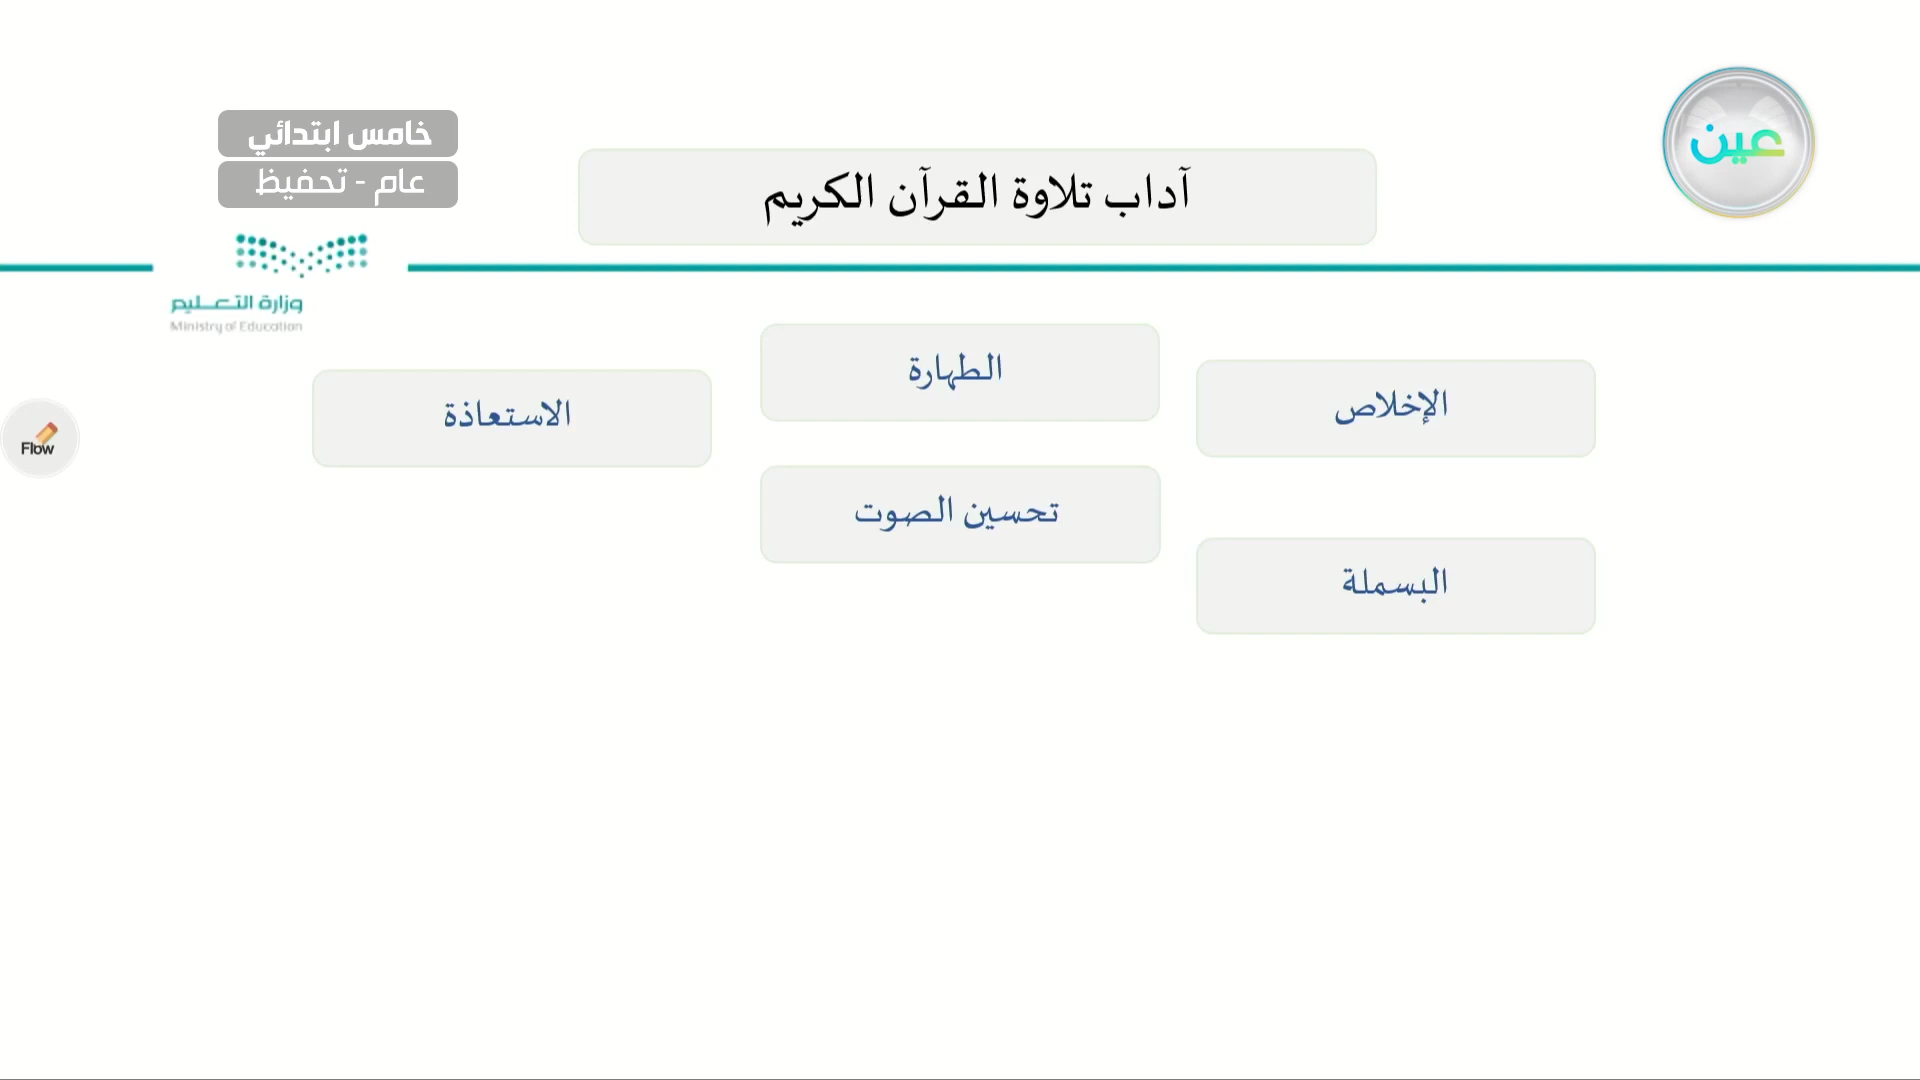 عين
خامس ابتدائي
عام - تحفيظ
آداب تلاوة القرآن الكريم
وزارة التعليم
Ministry of Education
الإخلاص
الطهارة
الاستعاذة
تحسين الصوت
البسملة
Flow